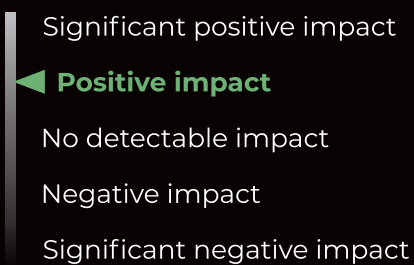 Significant positive impact
Positive impact
No detectable impact
Negative impact
Significant negative impact